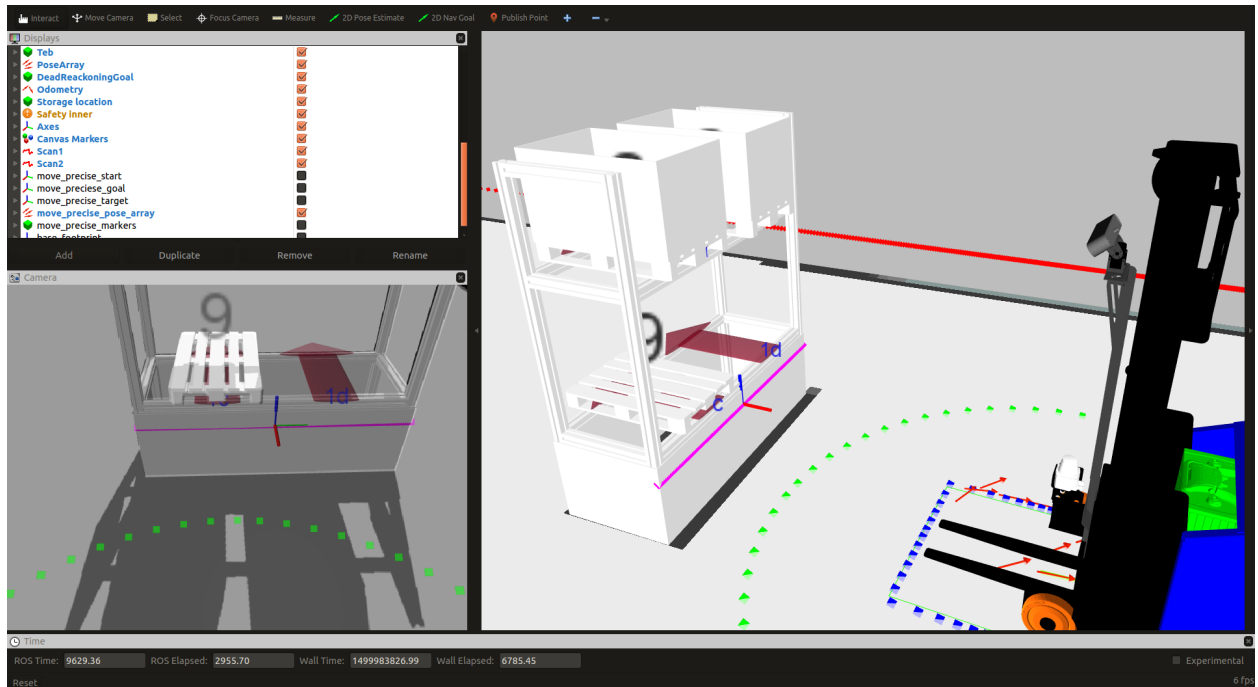 Interact Move Camera Select Focus Camera Measure 2D Pose Estimate 2D Nav Goal Publish Point
Displays
Teb
PoseArray
DeadReackoningGoal
Odometry
Storage location
Safety inner
Axes
Canvas Markers
Scan1
Scan2
move_precise_start
move_preciese_goal
move_precise_target
move_precise_pose_array
move_precise_markers
base_footprint
Add Duplicate Remove Rename
Camera
9
1d
9
1d
c
Time
ROS Time: 9629.36 ROS Elapsed: 2955.70 Wall Time: 1499983826.99 Wall Elapsed: 6785.45 Experimental
Reset 6 fps